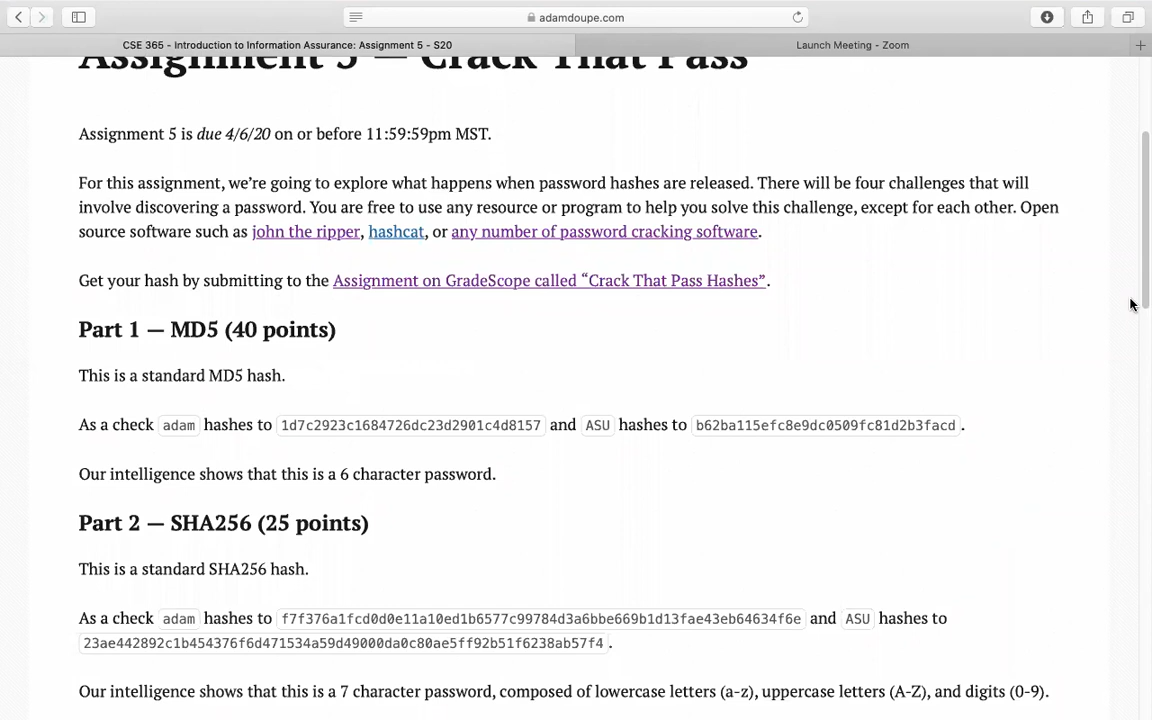 adamdoupe.com
CSE 365 - Introduction to Information Assurance: Assignment 5 - S20
Launch Meeting - Zoom
Assignment 5 — Crack That Pass
Assignment 5 is due 4/6/20 on or before 11:59:59pm MST.
For this assignment, we’re going to explore what happens when password hashes are released. There will be four challenges that will
involve discovering a password. You are free to use any resource or program to help you solve this challenge, except for each other. Open
source software such as john the ripper, hashcat, or any number of password cracking software.
Get your hash by submitting to the Assignment on GradeScope called “Crack That Pass Hashes”.
Part 1 — MD5 (40 points)
This is a standard MD5 hash.
As a check adam hashes to 1d7c2923c1684726dc23d2901c4d8157 and ASU hashes to b62ba115efc8e9dc0509fc81d2b3facd.
Our intelligence shows that this is a 6 character password.
Part 2 — SHA256 (25 points)
This is a standard SHA256 hash.
As a check adam hashes to f7f376a1fcd0d0e11a10ed1b6577c99784d3a6bbe669b1d13fae43eb64634f6e and ASU hashes to
23ae442892c1b454376f6d471534a59d49000da0c80ae5ff92b51f6238ab57f4.
Our intelligence shows that this is a 7 character password, composed of lowercase letters (a-z), uppercase letters (A-Z), and digits (0-9).